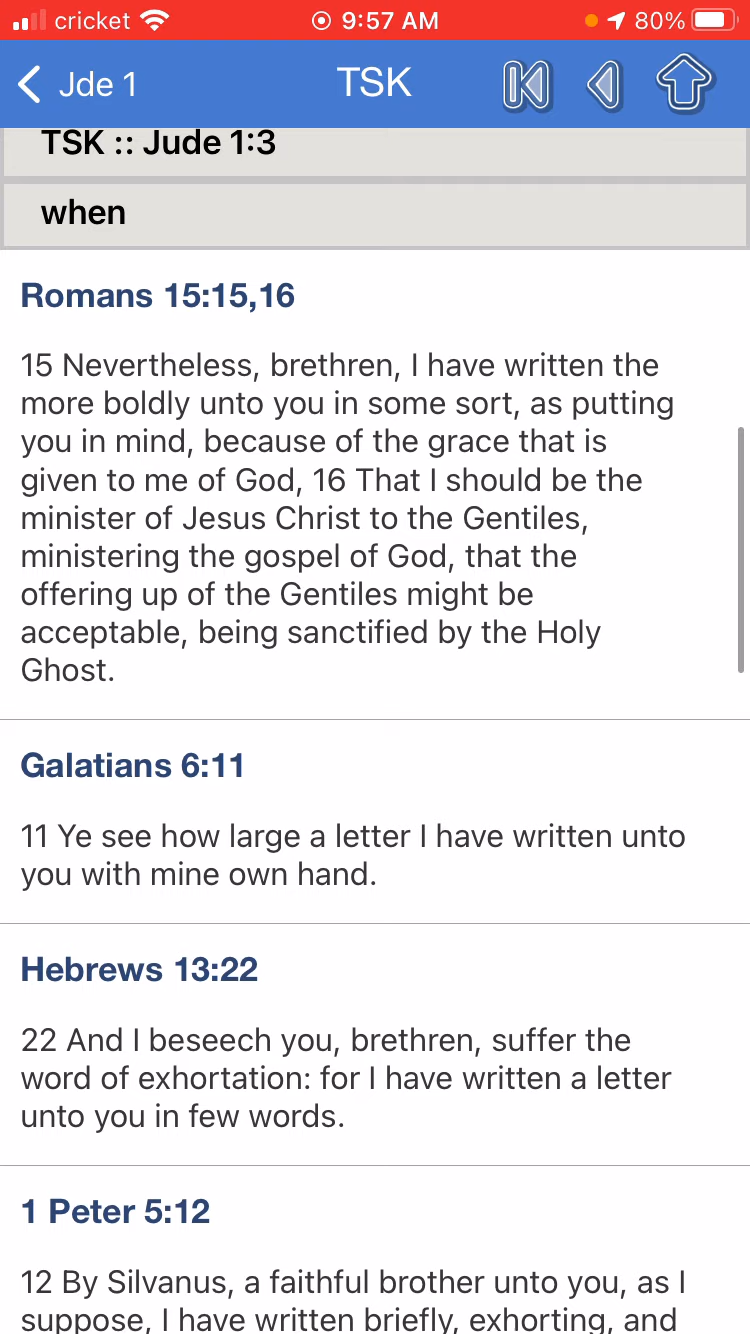 cricket 9:57 AM 80%
Jde 1 TSK
TSK :: Jude 1:3
when
Romans 15:15,16
15 Nevertheless, brethren, I have written the
more boldly unto you in some sort, as putting
you in mind, because of the grace that is
given to me of God, 16 That I should be the
minister of Jesus Christ to the Gentiles,
ministering the gospel of God, that the
offering up of the Gentiles might be
acceptable, being sanctified by the Holy
Ghost.
Galatians 6:11
11 Ye see how large a letter I have written unto
you with mine own hand.
Hebrews 13:22
22 And I beseech you, brethren, suffer the
word of exhortation: for I have written a letter
unto you in few words.
1 Peter 5:12
12 By Silvanus, a faithful brother unto you, as I
suppose, I have written briefly, exhorting, and